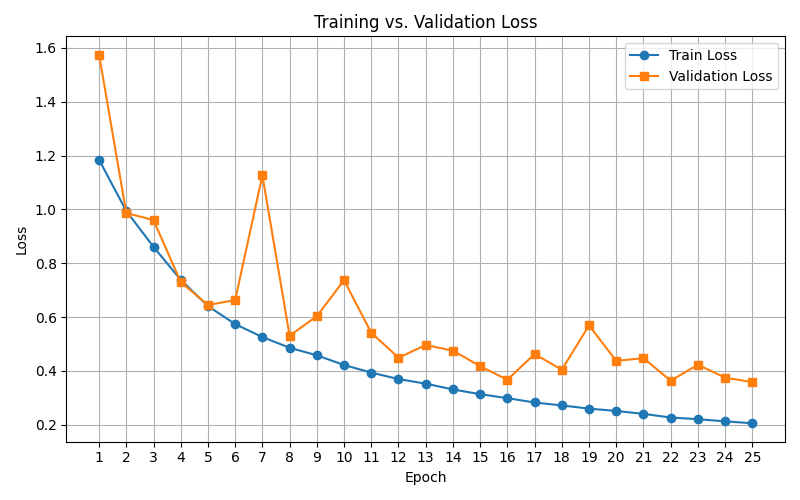 Training vs. Validation Loss
Train Loss
Validation Loss
1.6
1.4
1.2
1.0
0.8
0.6
0.4
0.2
Loss
1 2 3 4 5 6 7 8 9 10 11 12 13 14 15 16 17 18 19 20 21 22 23 24 25
Epoch